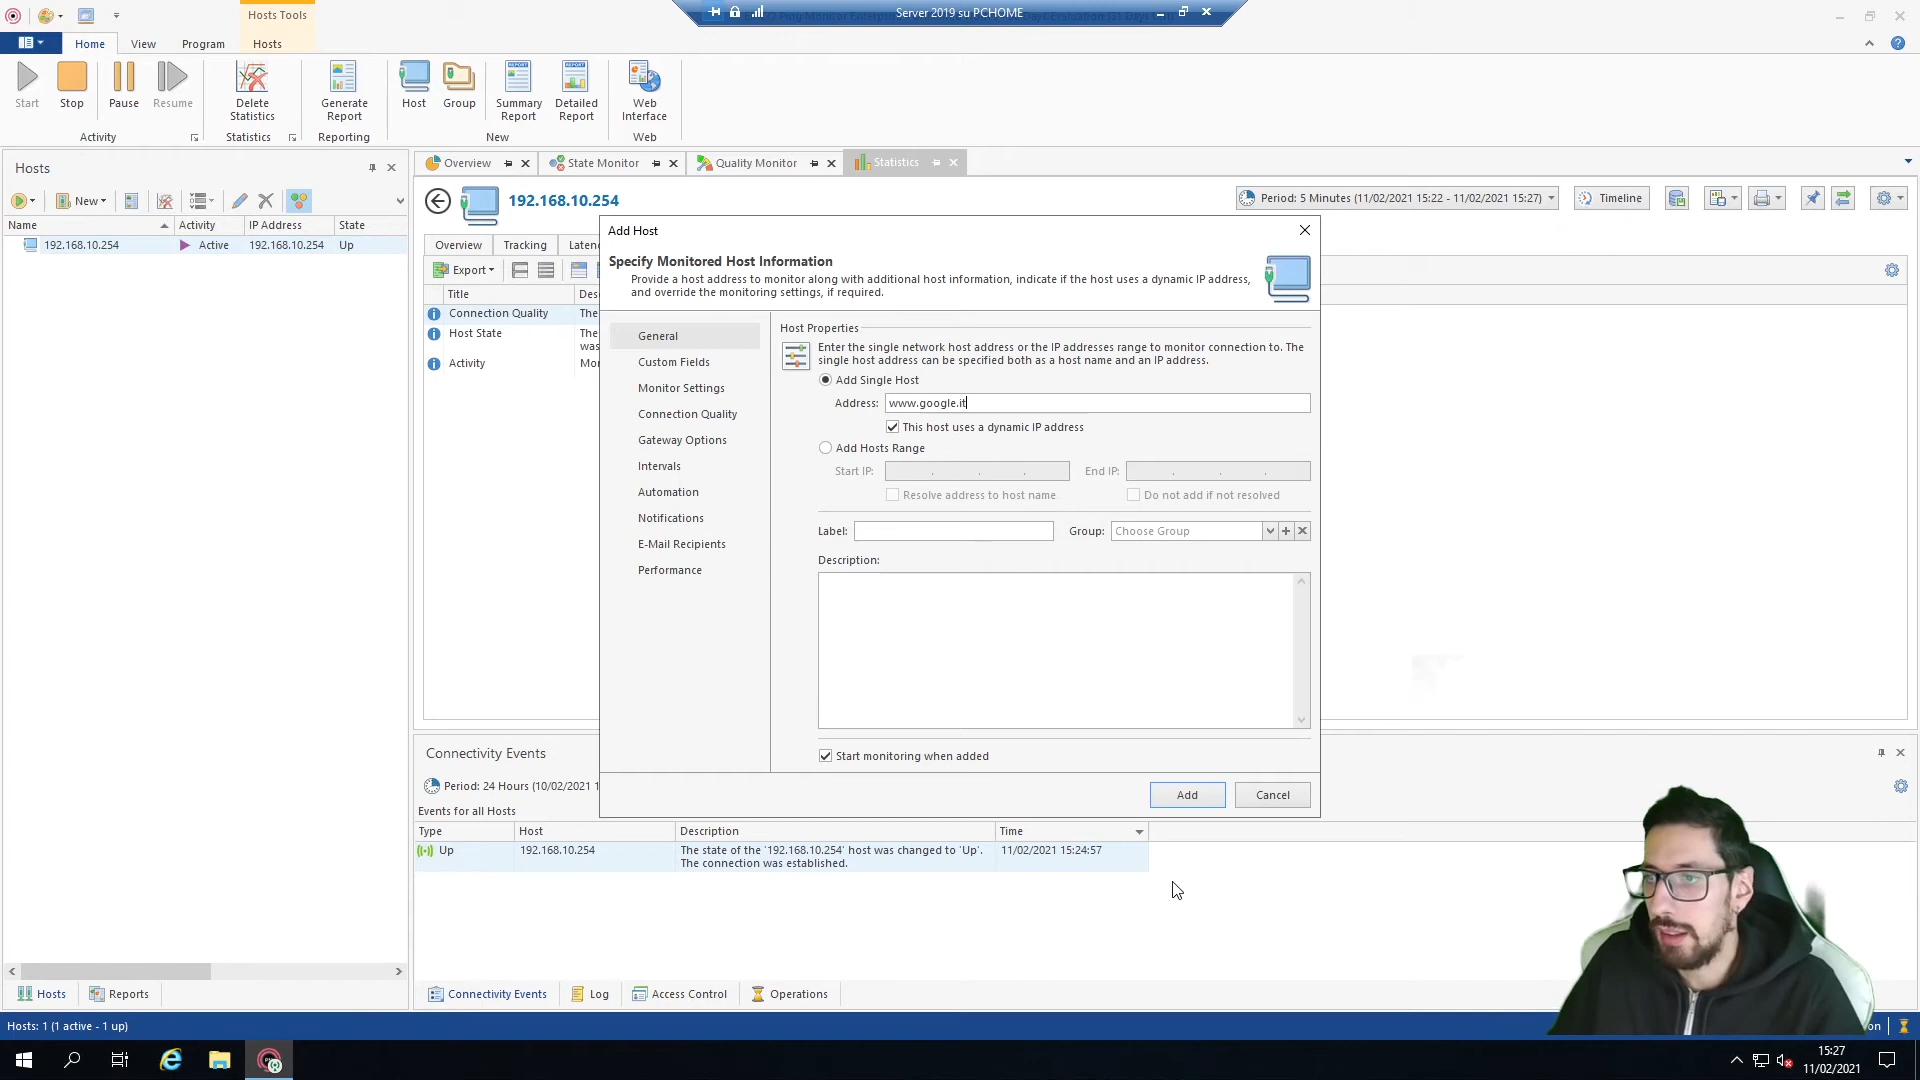 Hosts Tools
Server 2019 su PCHOME
Home
View
Program
Hosts
Start
Stop
Pause
Resume
Delete
Statistics
Generate
Report
Host
Group
Summary
Report
Detailed
Report
Web
Interface
Activity
Statistics
Reporting
New
Web
Hosts
Overview
State Monitor
Quality Monitor
Statistics
New
192.168.10.254
Period: 5 Minutes (11/02/2021 15:22 - 11/02/2021 15:27)
Timeline
Name
Activity
IP Address
State
192.168.10.254
Active
192.168.10.254
Up
Overview
Tracking
Export
Title
Connection Quality
The
Host State
The
was
Activity
Add Host
Specify Monitored Host Information
Provide a host address to monitor along with additional host information, indicate if the host uses a dynamic IP address,
and override the monitoring settings, if required.
General
Custom Fields
Monitor Settings
Connection Quality
Gateway Options
Intervals
Automation
Notifications
E-Mail Recipients
Performance
Host Properties
Enter the single network host address or the IP addresses range to monitor connection to. The
single host address can be specified both as a host name and an IP address.
Add Single Host
Address: www.google.it
This host uses a dynamic IP address
Add Hosts Range
Start IP:
End IP:
Resolve address to host name
Do not add if not resolved
Label:
Group: Choose Group
Description:
Start monitoring when added
Add
Cancel
Connectivity Events
Period: 24 Hours (10/02/2021 1
Events for all Hosts
Type
Host
Description
Time
Up
192.168.10.254
The state of the '192.168.10.254' host was changed to 'Up'.
The connection was established.
11/02/2021 15:24:57
Hosts
Reports
Connectivity Events
Log
Access Control
Operations
Hosts: 1 (1 active - 1 up)
on
15:27
11/02/2021